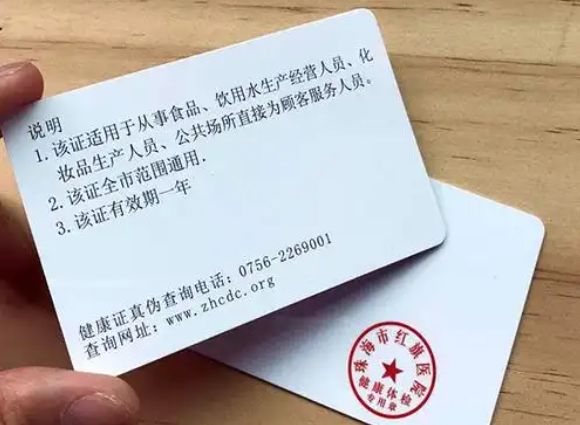 说明
1. 该证适用于从事食品、饮用水生产经营人员、化
妆品生产人员、公共场所直接为顾客服务人员。
2. 该证全市范围通用.
3. 该证有效期一年
健康证真伪查询电话：0756-2269001
查询网址：www.zhcdc.org
珠海市红旗医院
健康体检
专用章